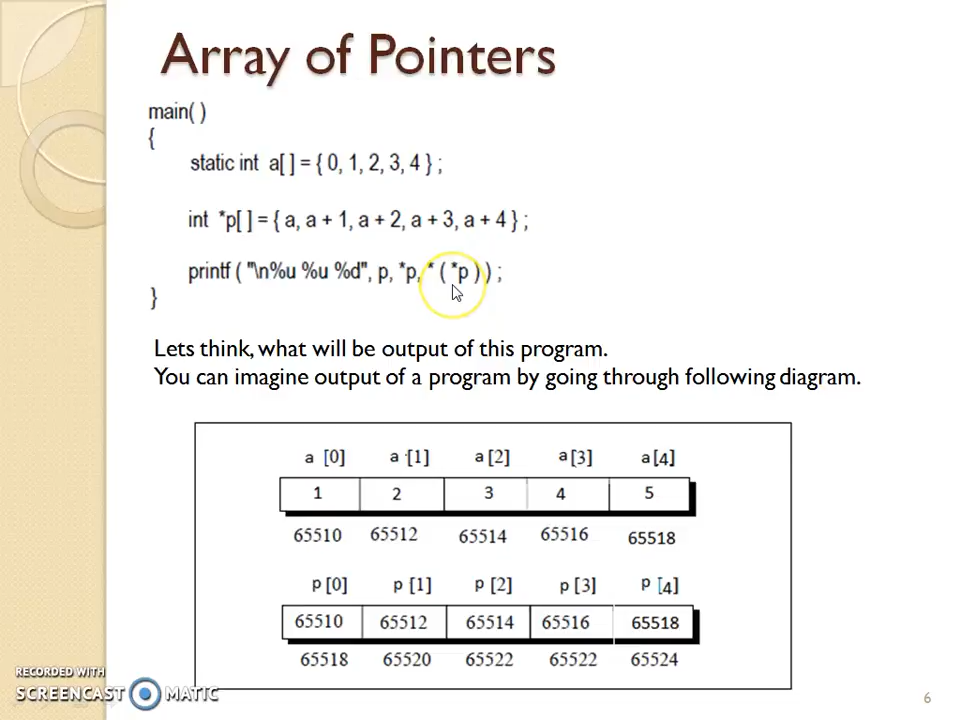 Array of Pointers
main( )
{
static int a[ ] = { 0, 1, 2, 3, 4 } ;
int *p[ ] = { a, a + 1, a + 2, a + 3, a + 4 } ;
printf ( "\n%u %u %d", p, *p, * ( *p ) ) ;
}
Lets think, what will be output of this program.
You can imagine output of a program by going through following diagram.
a [0] a [1] a [2] a [3] a [4]
1 2 3 4 5
65510 65512 65514 65516 65518
p [0] p [1] p [2] p [3] p [4]
65510 65512 65514 65516 65518
65518 65520 65522 65522 65524
RECORDED WITH
SCREENCAST MATIC
6